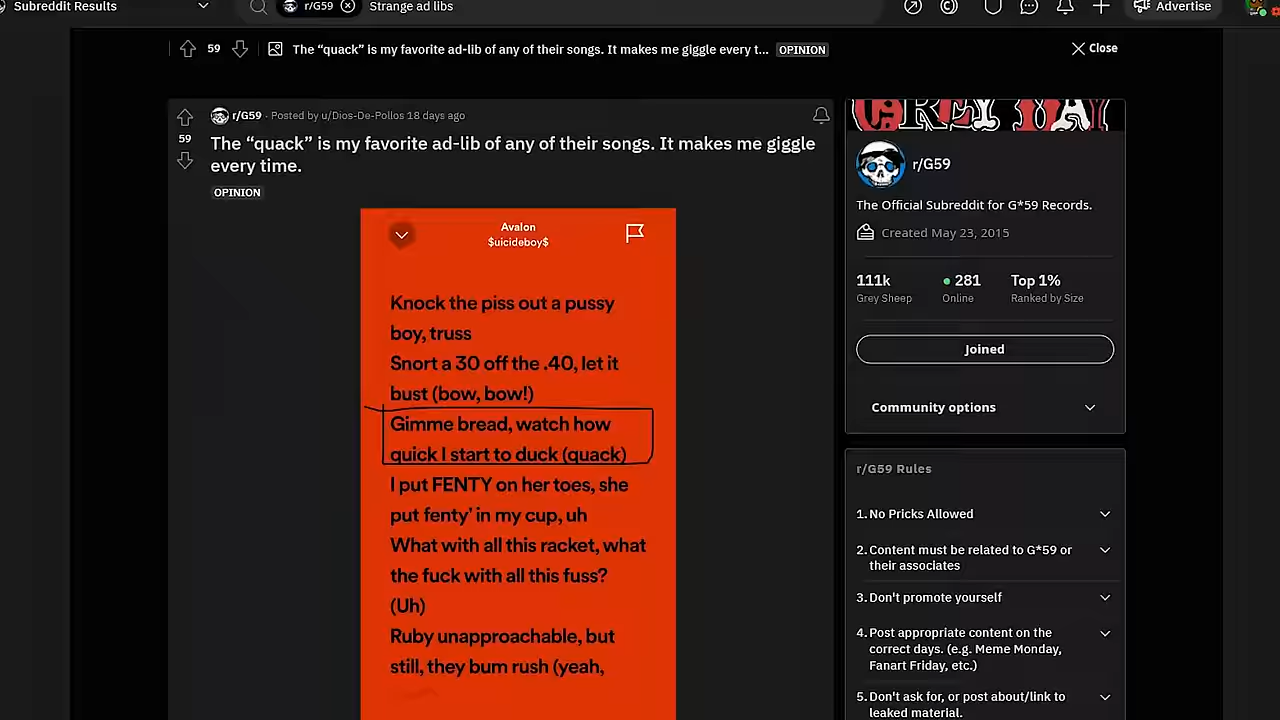 Subreddit Results
r/G59
Strange ad libs
Advertise
59
The “quack” is my favorite ad-lib of any of their songs. It makes me giggle every t...
OPINION
Close
r/G59 · Posted by u/Dios-De-Pollos 18 days ago
59
The “quack” is my favorite ad-lib of any of their songs. It makes me giggle
every time.
OPINION
Avalon
$uicideboy$
Knock the piss out a pussy
boy, truss
Snort a 30 off the .40, let it
bust (bow, bow!)
Gimme bread, watch how
quick I start to duck (quack)
I put FENTY on her toes, she
put fenty’ in my cup, uh
What with all this racket, what
the fuck with all this fuss?
(Uh)
Ruby unapproachable, but
still, they bum rush (yeah,
GREY DAY
r/G59
The Official Subreddit for G*59 Records.
Created May 23, 2015
111k
281
Top 1%
Grey Sheep
Online
Ranked by Size
Joined
Community options
r/G59 Rules
1. No Pricks Allowed
2. Content must be related to G*59 or
their associates
3. Don't promote yourself
4. Post appropriate content on the
correct days. (e.g. Meme Monday,
Fanart Friday, etc.)
5. Don't ask for, or post about/link to
leaked material.